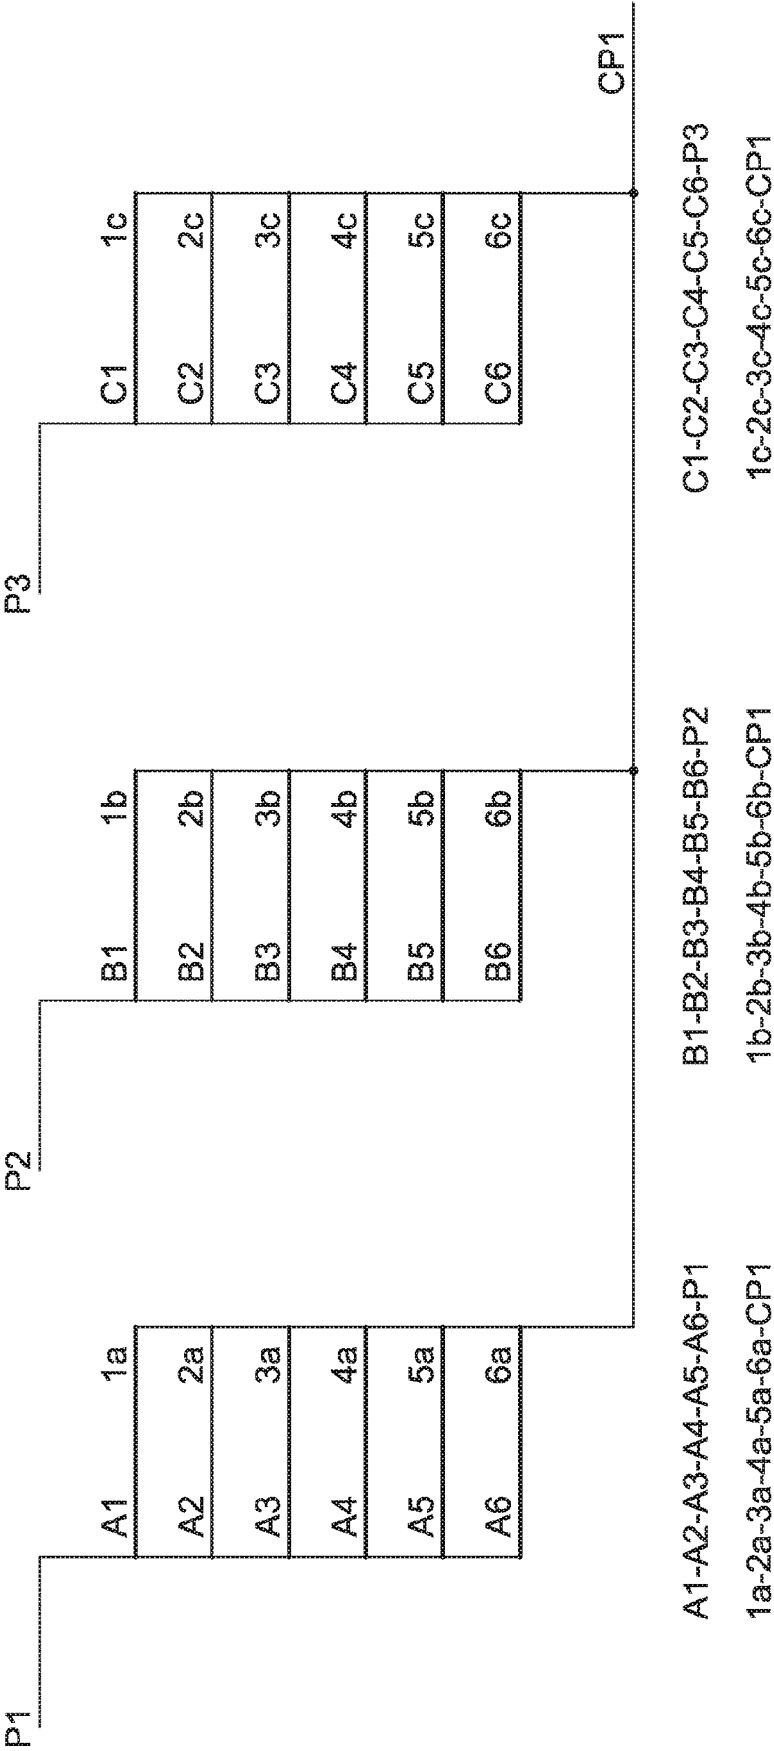 P1
P2
P3
A1 1a
B1 1b
C1 1c
A2 2a
B2 2b
C2 2c
A3 3a
B3 3b
C3 3c
A4 4a
B4 4b
C4 4c
A5 5a
B5 5b
C5 5c
A6 6a
B6 6b
C6 6c
CP1
A1-A2-A3-A4-A5-A6-P1
B1-B2-B3-B4-B5-B6-P2
C1-C2-C3-C4-C5-C6-P3
1a-2a-3a-4a-5a-6a-CP1
1b-2b-3b-4b-5b-6b-CP1
1c-2c-3c-4c-5c-6c-CP1